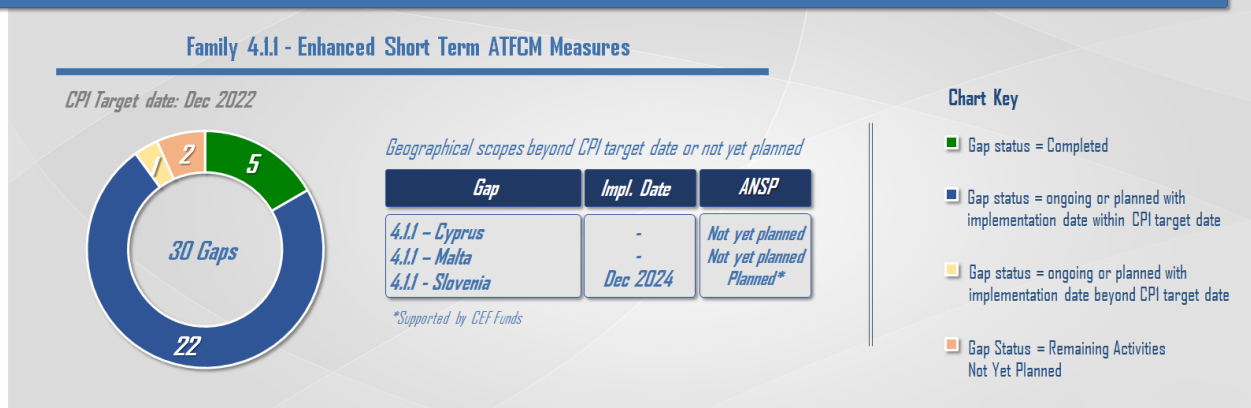 Family 4.1.1 - Enhanced Short Term ATFCM Measures
CPI Target date: Dec 2022
1
2
5
30 Gaps
22
Geographical scopes beyond CPI target date or not yet planned
Gap Impl. Date ANSP
4.1.1 – Cyprus - Not yet planned
4.1.1 – Malta - Not yet planned
4.1.1 - Slovenia Dec 2024 Planned*
*Supported by CEF Funds
Chart Key
Gap status = Completed
Gap status = ongoing or planned with
implementation date within CPI target date
Gap status = ongoing or planned with
implementation date beyond CPI target date
Gap Status = Remaining Activities
Not Yet Planned